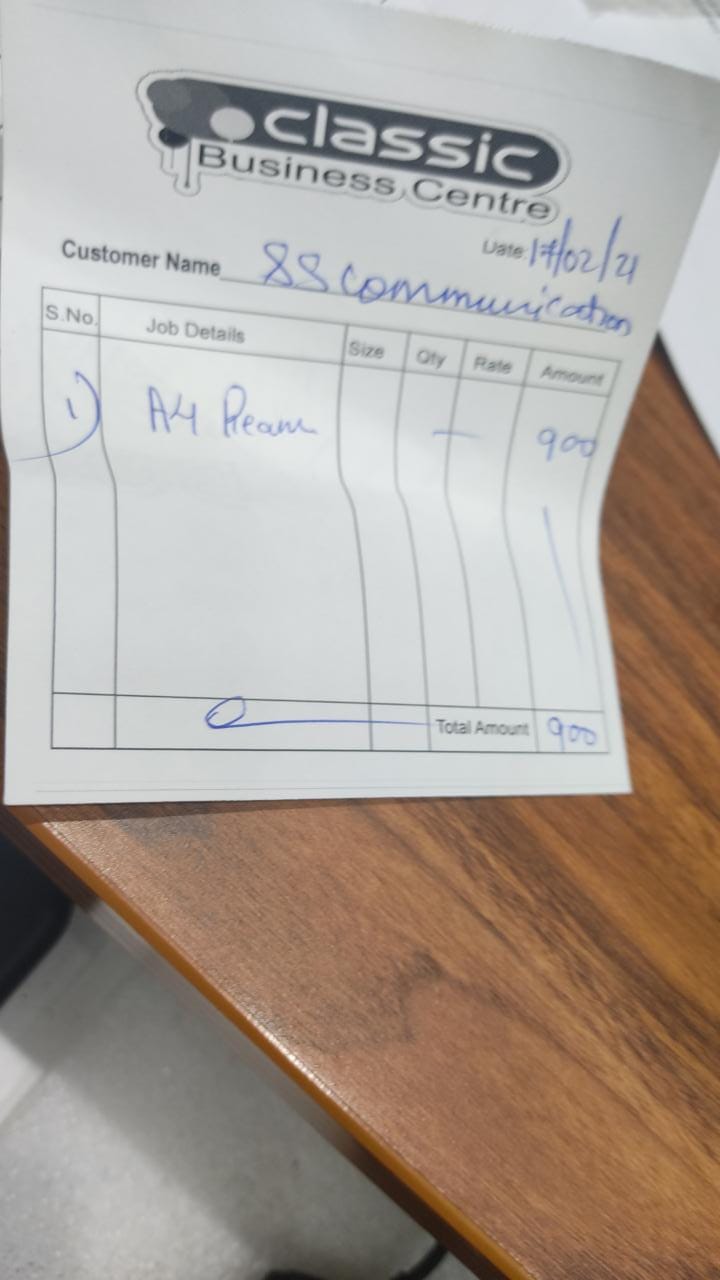 classic
Business Centre
Date: 17/02/21
Customer Name SS Communication
S.No. Job Details Size Qty Rate Amount
1) A4 Ream — 900
Total Amount 900